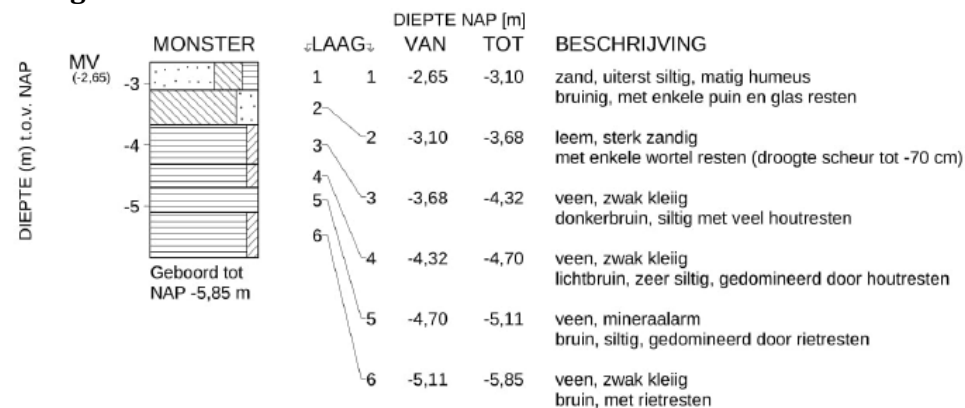 DIEPTE NAP [m]
MONSTER LAAG VAN TOT BESCHRIJVING
MV
(-2,65)
DIEPTE (m) t.o.v. NAP
-3
-4
-5
Geboord tot
NAP -5,85 m
1 1 -2,65 -3,10 zand, uiterst siltig, matig humeus
bruinig, met enkele puin en glas resten
2 2 -3,10 -3,68 leem, sterk zandig
met enkele wortel resten (droogte scheur tot -70 cm)
3 3 -3,68 -4,32 veen, zwak kleiig
donkerbruin, siltig met veel houtresten
4 4 -4,32 -4,70 veen, zwak kleiig
lichtbruin, zeer siltig, gedomineerd door houtresten
5 5 -4,70 -5,11 veen, mineraalarm
bruin, siltig, gedomineerd door rietresten
6 6 -5,11 -5,85 veen, zwak kleiig
bruin, met rietresten